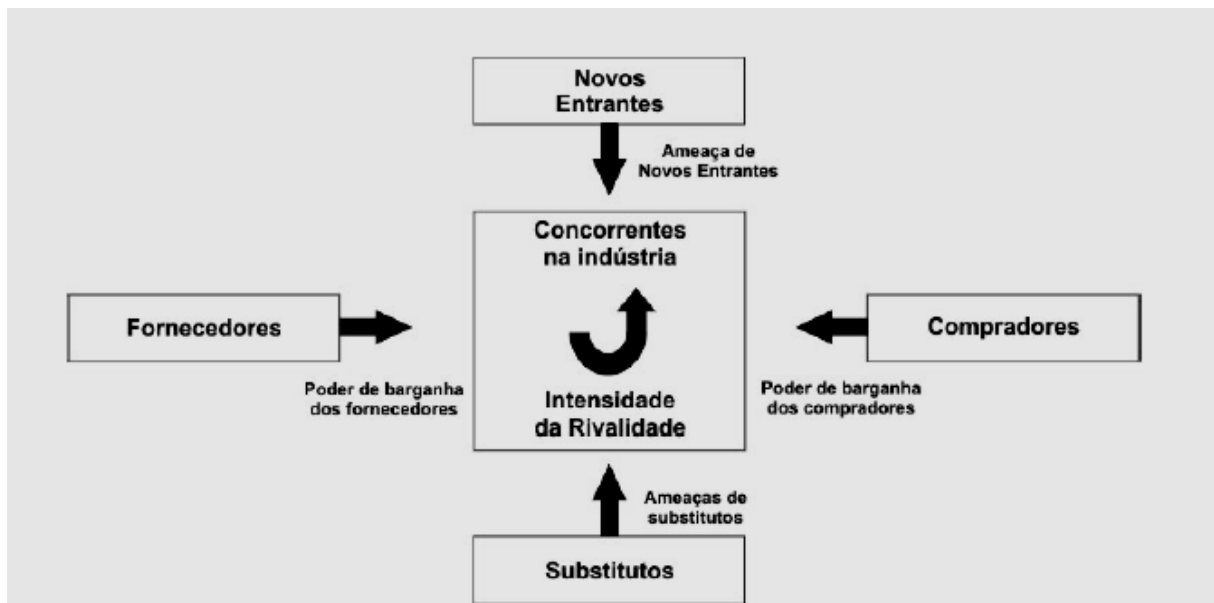 Novos
Entrantes
Ameaça de
Novos Entrantes
Concorrentes
na indústria
Fornecedores
Compradores
Poder de barganha
dos fornecedores
Intensidade
da Rivalidade
Poder de barganha
dos compradores
Ameaças de
substitutos
Substitutos